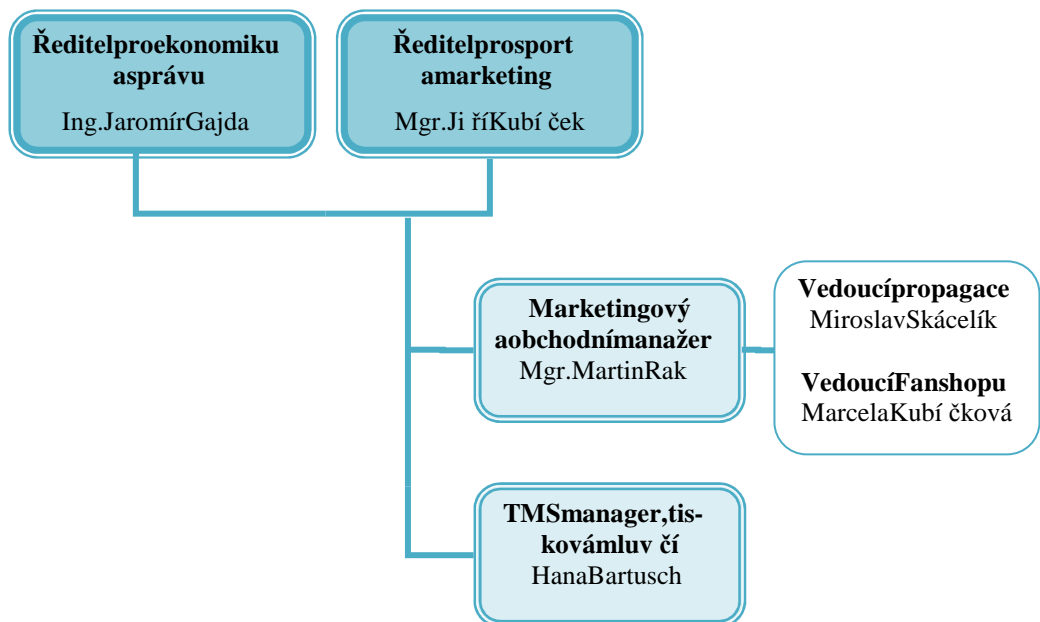 Ředitelproekonomiku
asprávu
Ing.JaromírGajda
Ředitelprosport
amarketing
Mgr.Ji říKubí ček
Marketingový
aobchodnímanažer
Mgr.MartinRak
Vedoucípropagace
MiroslavSkácelík
VedoucíFanshopu
MarcelaKubí čková
TMSmanager,tis-
kovámluv čí
HanaBartusch